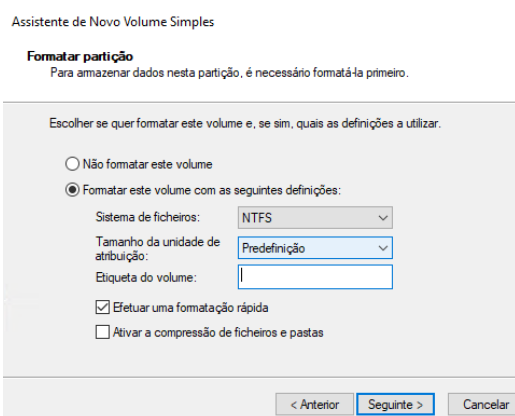 Assistente de Novo Volume Simples
Formatar partição
Para armazenar dados nesta partição, é necessário formatá-la primeiro.
Escolher se quer formatar este volume e, se sim, quais as definições a utilizar.
Não formatar este volume
Formatar este volume com as seguintes definições:
Sistema de ficheiros: NTFS
Tamanho da unidade de
atribuição: Predefinição
Etiqueta do volume:
Efetuar uma formatação rápida
Ativar a compressão de ficheiros e pastas
< Anterior Seguinte > Cancelar